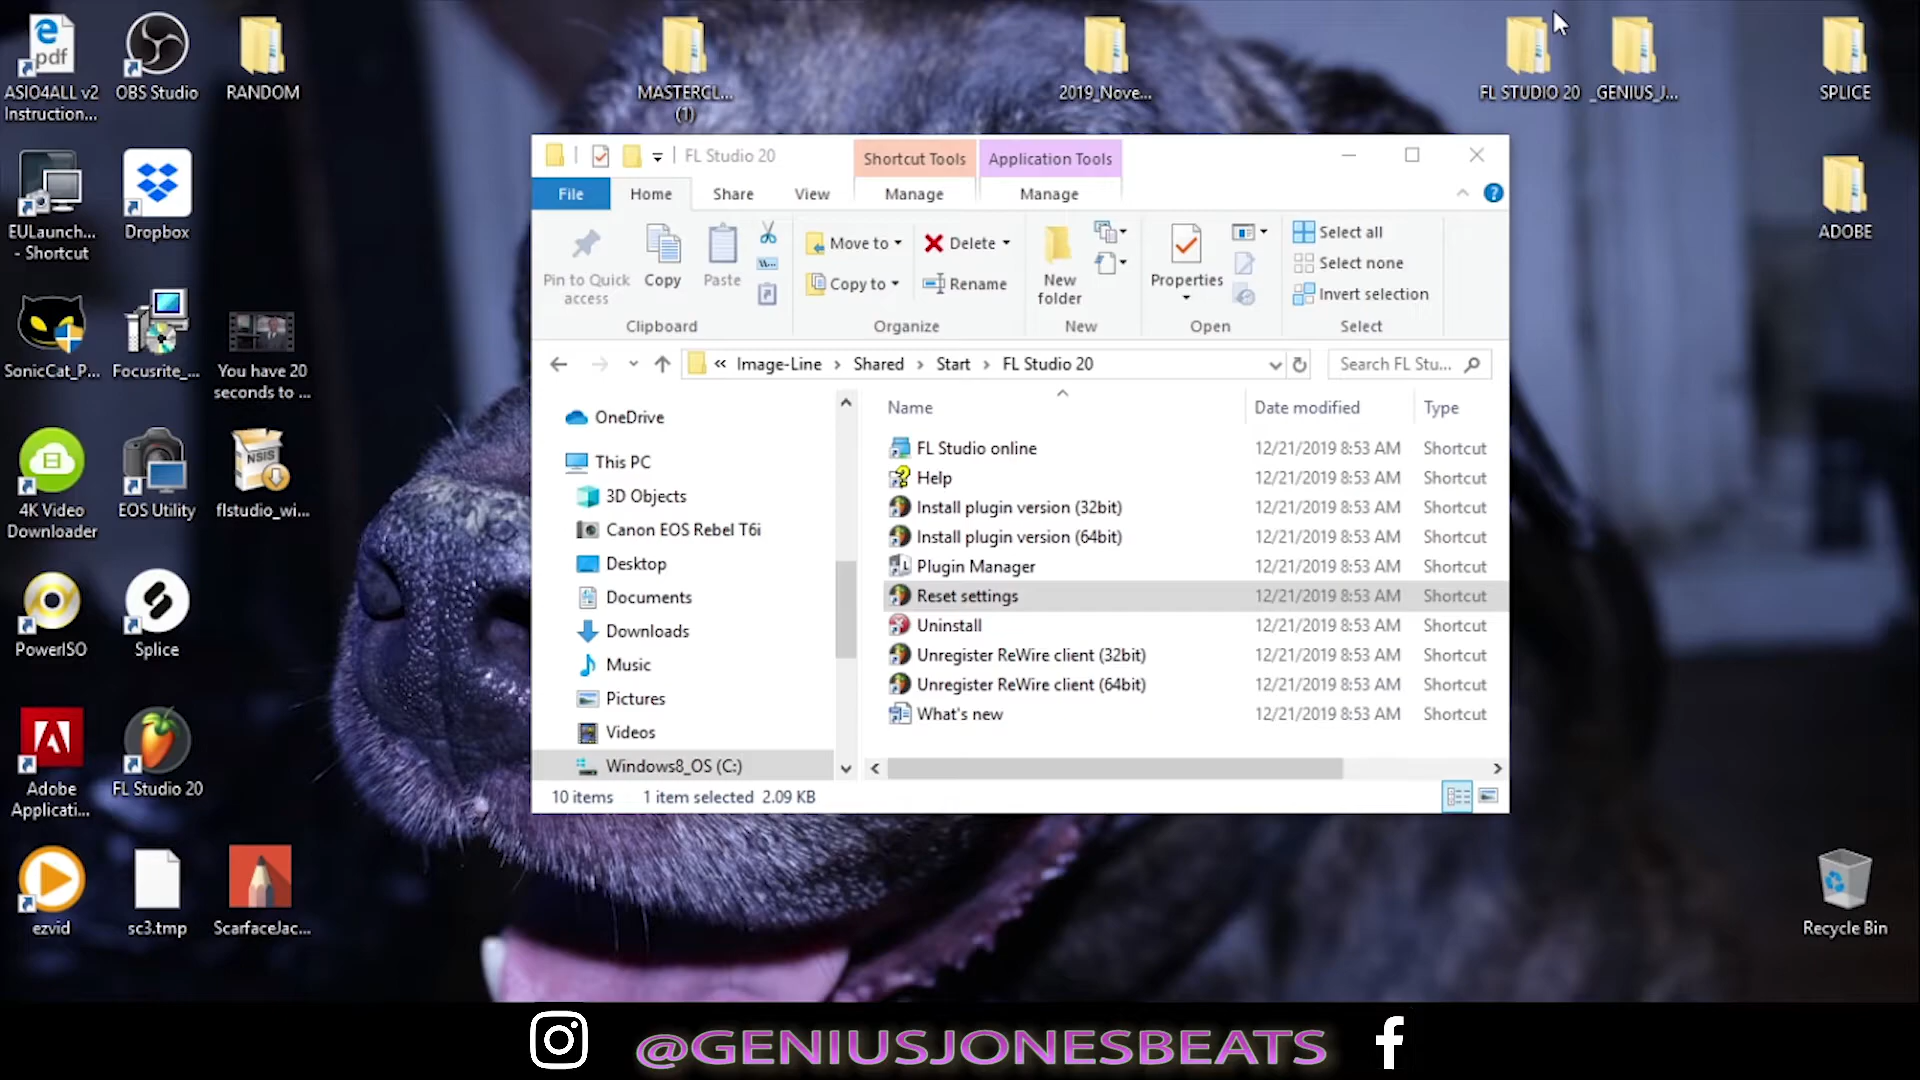 ASIO4ALL v2
Instruction...
OBS Studio
RANDOM
MASTERCL...
(1)
2019_Nove...
FL STUDIO 20
_GENIUS_J...
SPLICE
pdf
EULaunch...
- Shortcut
Dropbox
ADOBE
SonicCat_P...
Focusrite_...
You have 20
seconds to ...
4K Video
Downloader
EOS Utility
NSIS
flstudio_wi...
PowerISO
Splice
Adobe
Applicati...
FL Studio 20
ezvid
sc3.tmp
ScarfaceJac...
Recycle Bin
FL Studio 20
Shortcut Tools
Application Tools
File
Home
Share
View
Manage
Manage
Pin to Quick
access
Copy
Paste
Clipboard
Move to
Copy to
Delete
Rename
Organize
New
folder
New
Properties
Open
Select all
Select none
Invert selection
Select
« Image-Line > Shared > Start > FL Studio 20
Search FL Stu...
OneDrive
This PC
3D Objects
Canon EOS Rebel T6i
Desktop
Documents
Downloads
Music
Pictures
Videos
Windows8_OS (C:)
Name Date modified Type
FL Studio online 12/21/2019 8:53 AM Shortcut
Help 12/21/2019 8:53 AM Shortcut
Install plugin version (32bit) 12/21/2019 8:53 AM Shortcut
Install plugin version (64bit) 12/21/2019 8:53 AM Shortcut
Plugin Manager 12/21/2019 8:53 AM Shortcut
Reset settings 12/21/2019 8:53 AM Shortcut
Uninstall 12/21/2019 8:53 AM Shortcut
Unregister ReWire client (32bit) 12/21/2019 8:53 AM Shortcut
Unregister ReWire client (64bit) 12/21/2019 8:53 AM Shortcut
What's new 12/21/2019 8:53 AM Shortcut
10 items 1 item selected 2.09 KB
@GENIUSJONESBEATS